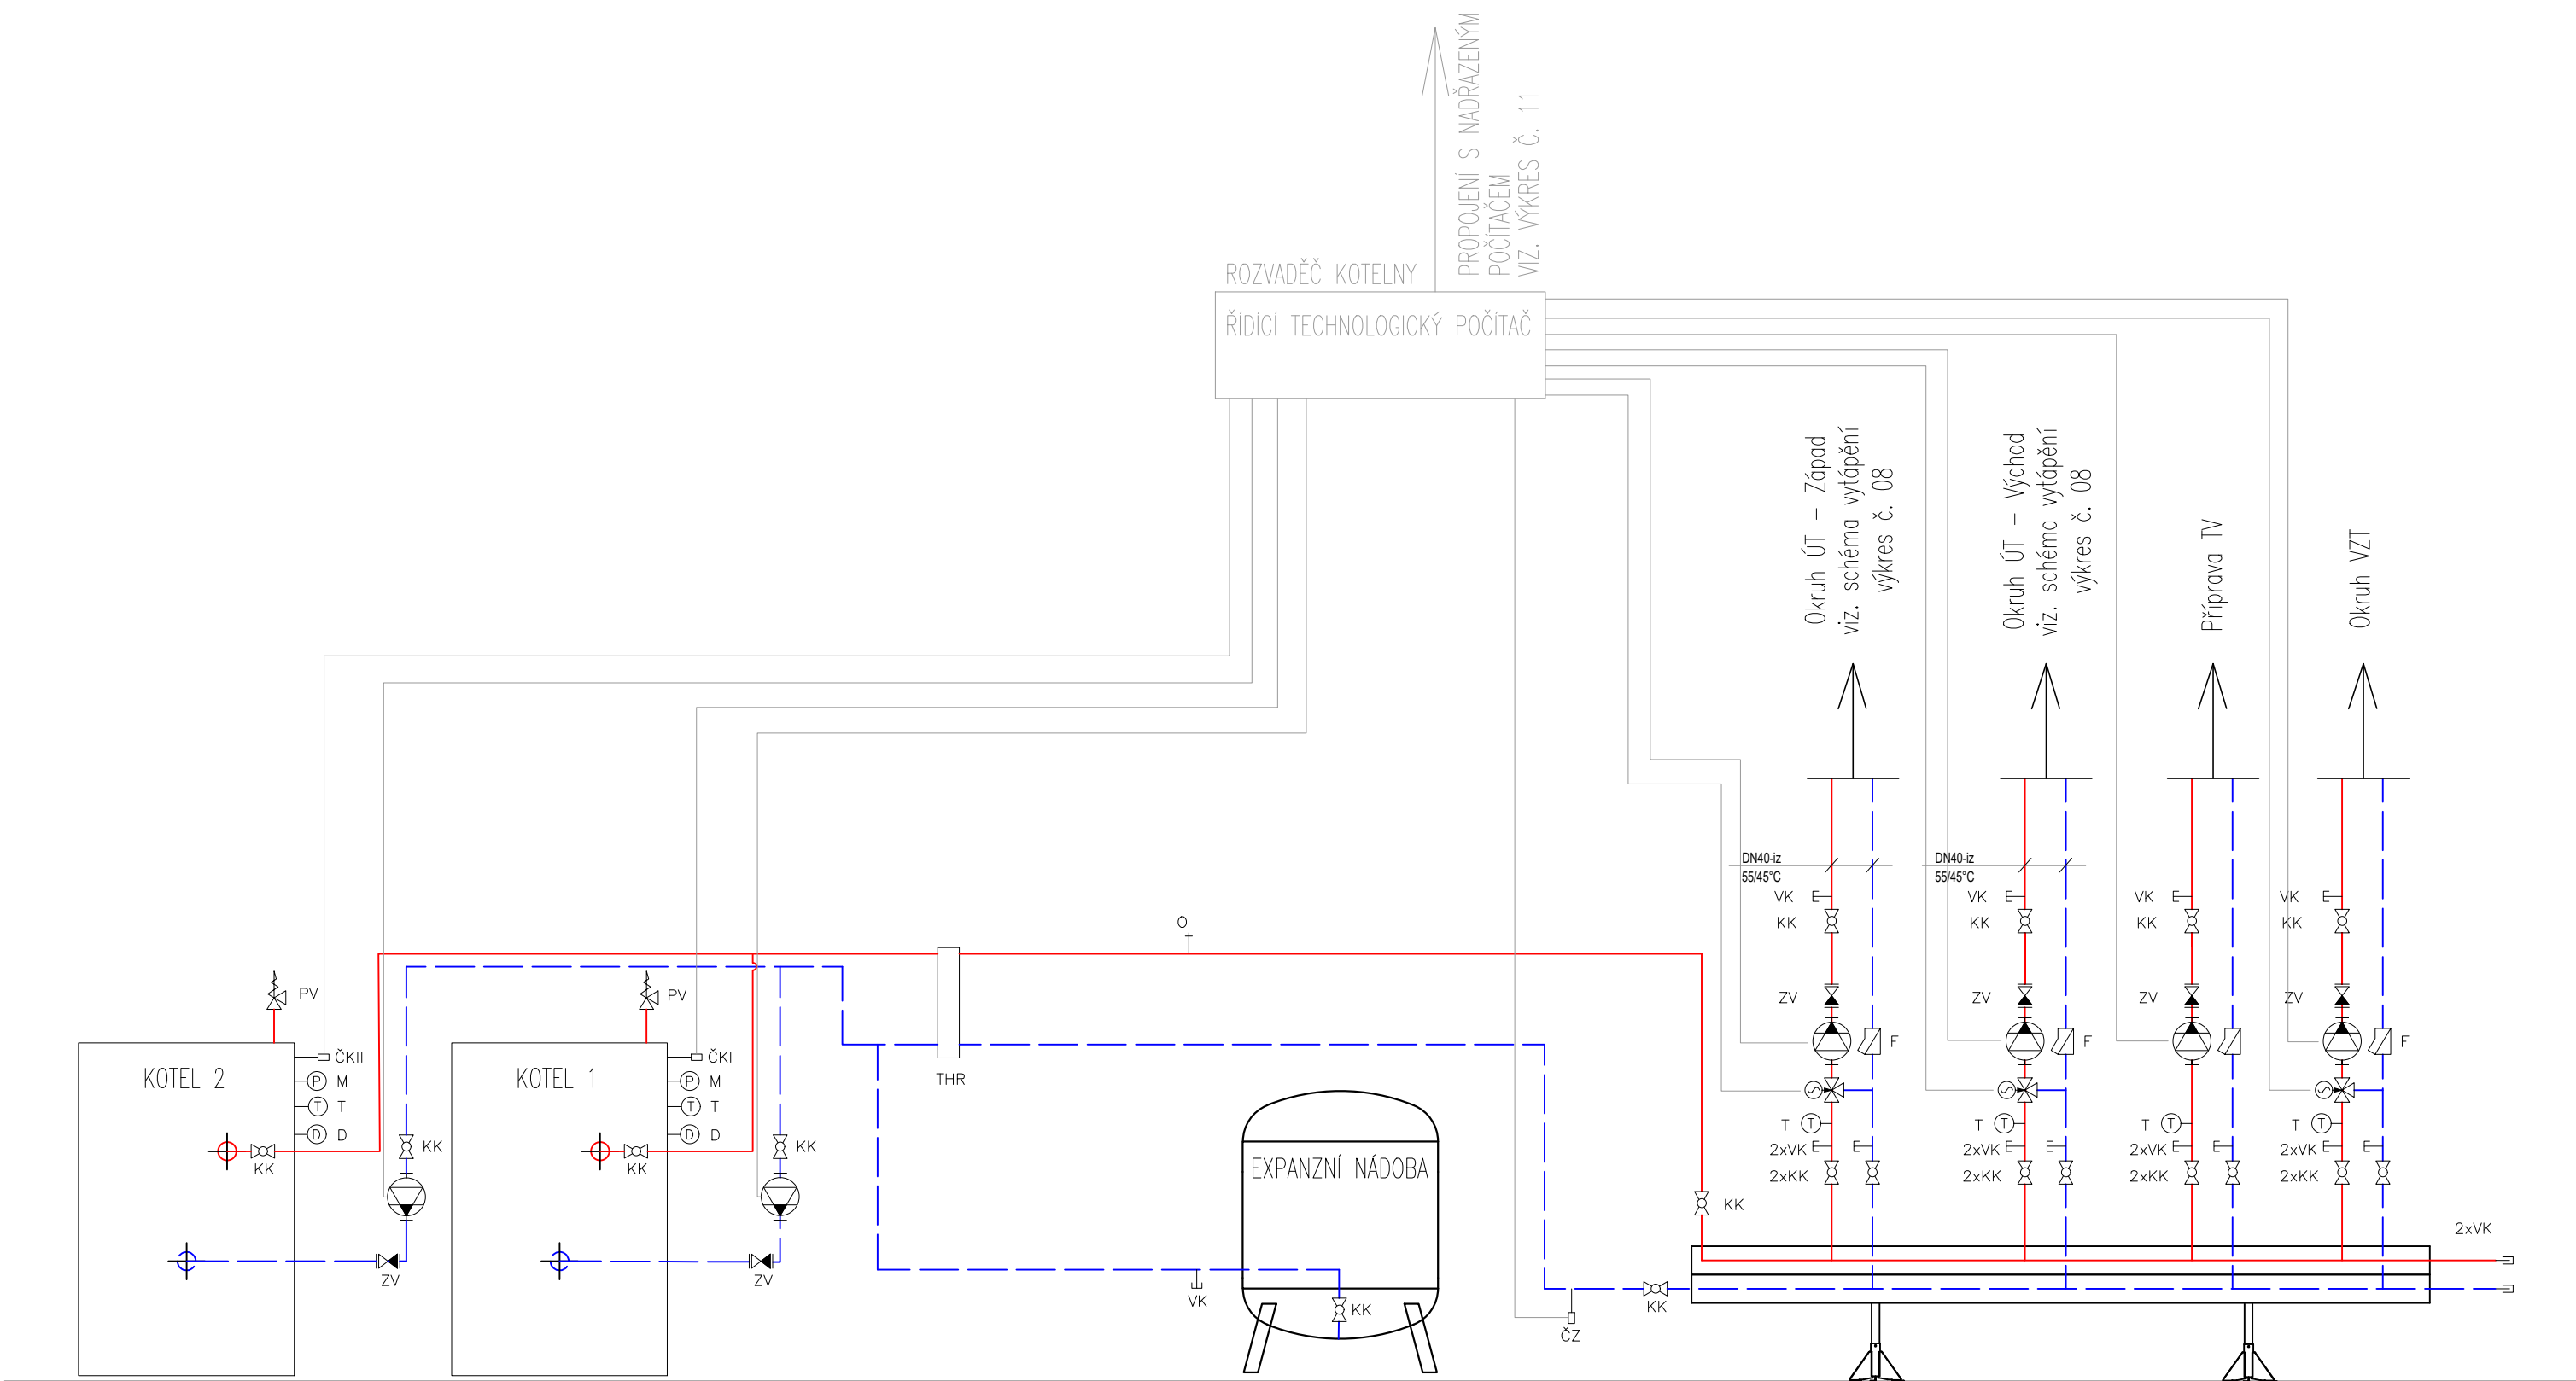 PROPOJENÍ S NADŘAZENÝM
POČÍTAČEM
VIZ. VÝKRES Č. 11
ROZVADĚČ KOTELNY
ŘÍDÍCÍ TECHNOLOGICKÝ POČÍTAČ
Okruh ÚT – Západ
viz. schéma vytápění
výkres č. 08
Okruh ÚT – Východ
viz. schéma vytápění
výkres č. 08
Příprava TV
Okruh VZT
DN40-iz
55/45°C
DN40-iz
55/45°C
VK
VK
VK
VK
KK
KK
KK
KK
O
PV
PV
ZV
ZV
ZV
ZV
KOTEL 2
ČKII
P M
T T
D D
KK
KK
ZV
KOTEL 1
ČKI
P M
T T
D D
KK
KK
ZV
THR
F
F
F
T T
T T
T T
T T
2xVK
2xVK
2xVK
2xVK
2xKK
2xKK
2xKK
2xKK
EXPANZNÍ NÁDOBA
KK
VK
KK
KK
ČZ
2xVK